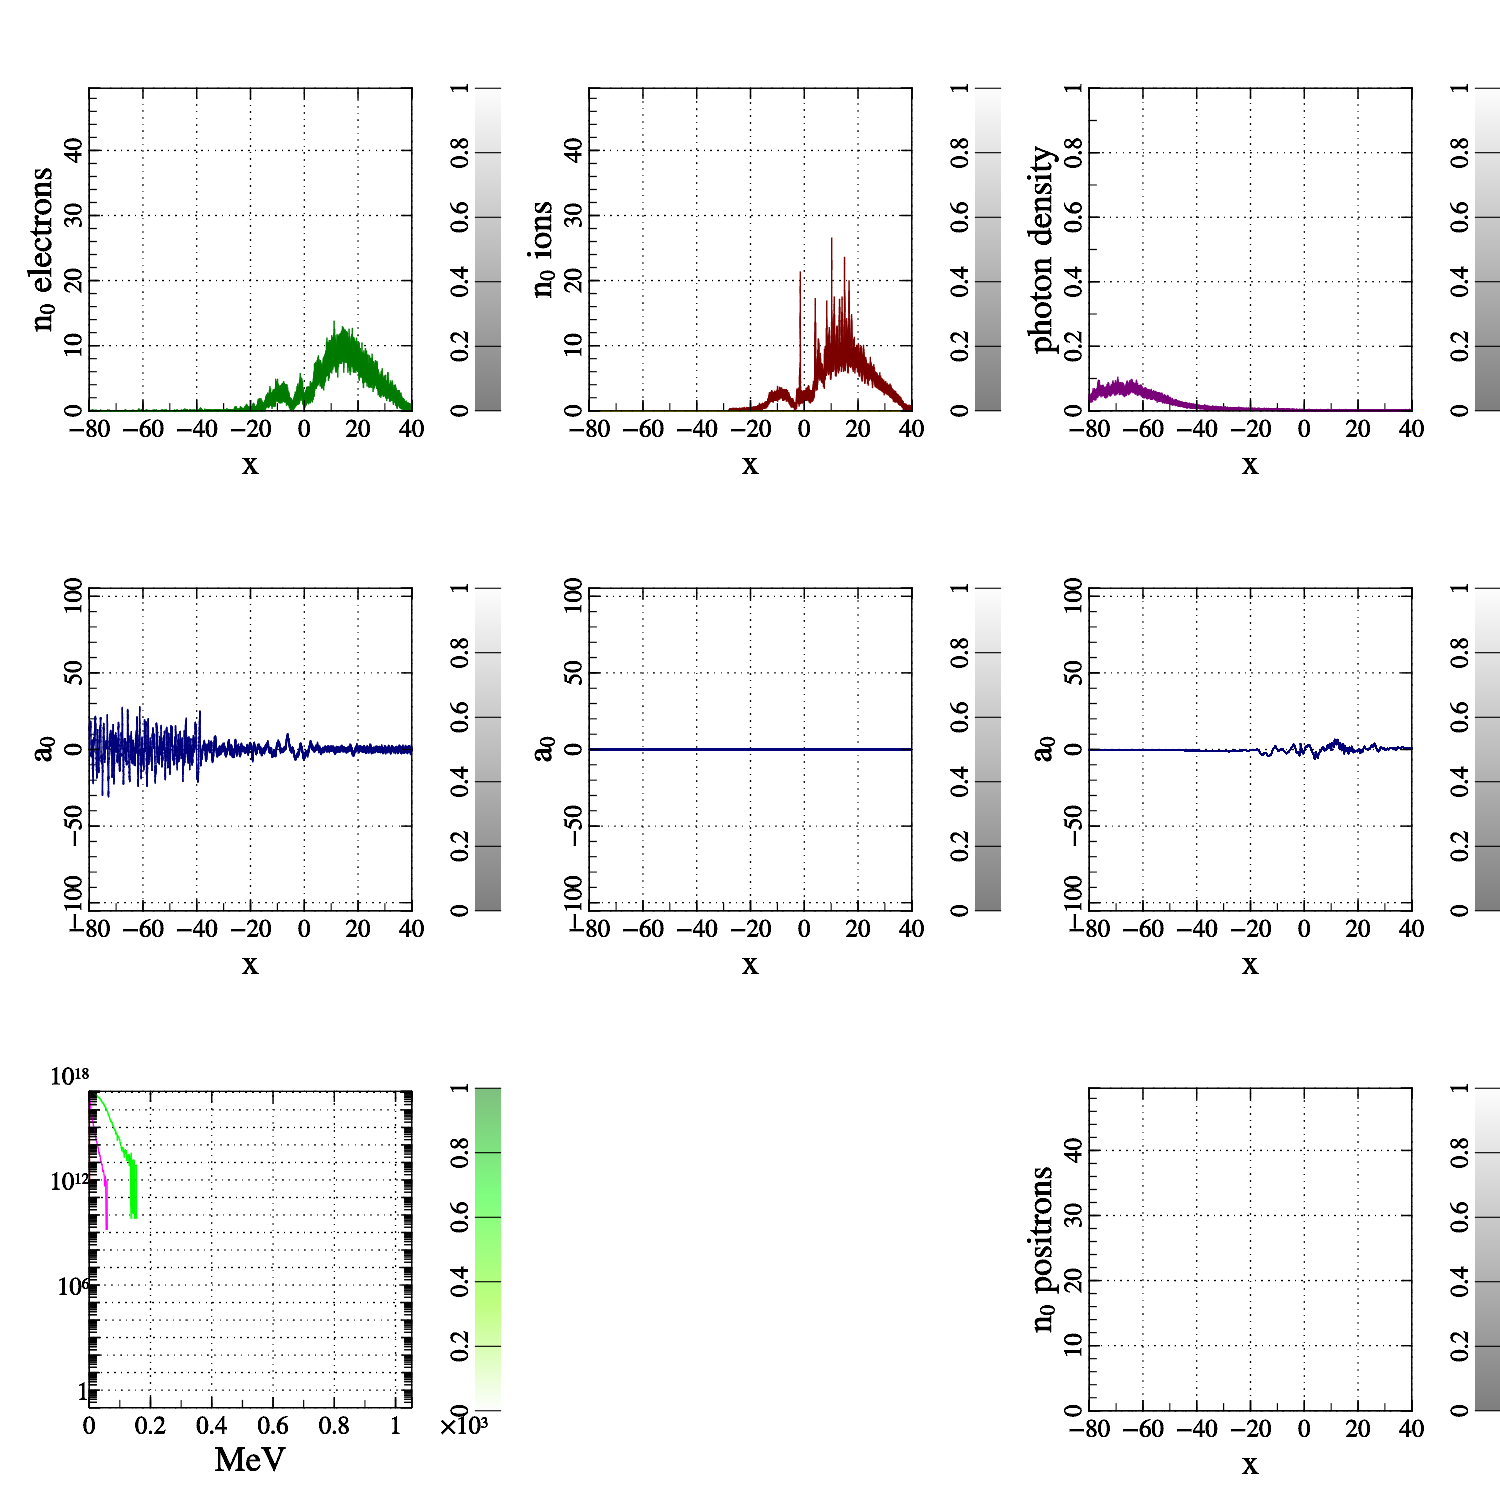 n₀ electrons
0 10 20 30 40
−80 −60 −40 −20 0 20 40
x
0 0.2 0.4 0.6 0.8 1
n₀ ions
0 10 20 30 40
−80 −60 −40 −20 0 20 40
x
0 0.2 0.4 0.6 0.8 1
photon density
0 0.2 0.4 0.6 0.8 1
−80 −60 −40 −20 0 20 40
x
0 0.2 0.4 0.6 0.8 1
a₀
−100 −50 0 50 100
−80 −60 −40 −20 0 20 40
x
0 0.2 0.4 0.6 0.8 1
a₀
−100 −50 0 50 100
−80 −60 −40 −20 0 20 40
x
0 0.2 0.4 0.6 0.8 1
a₀
−100 −50 0 50 100
−80 −60 −40 −20 0 20 40
x
0 0.2 0.4 0.6 0.8 1
10¹⁸
10¹²
10⁶
1
0 0.2 0.4 0.6 0.8 1
×10³
MeV
0 0.2 0.4 0.6 0.8 1
n₀ positrons
0 10 20 30 40
−80 −60 −40 −20 0 20 40
x
0 0.2 0.4 0.6 0.8 1